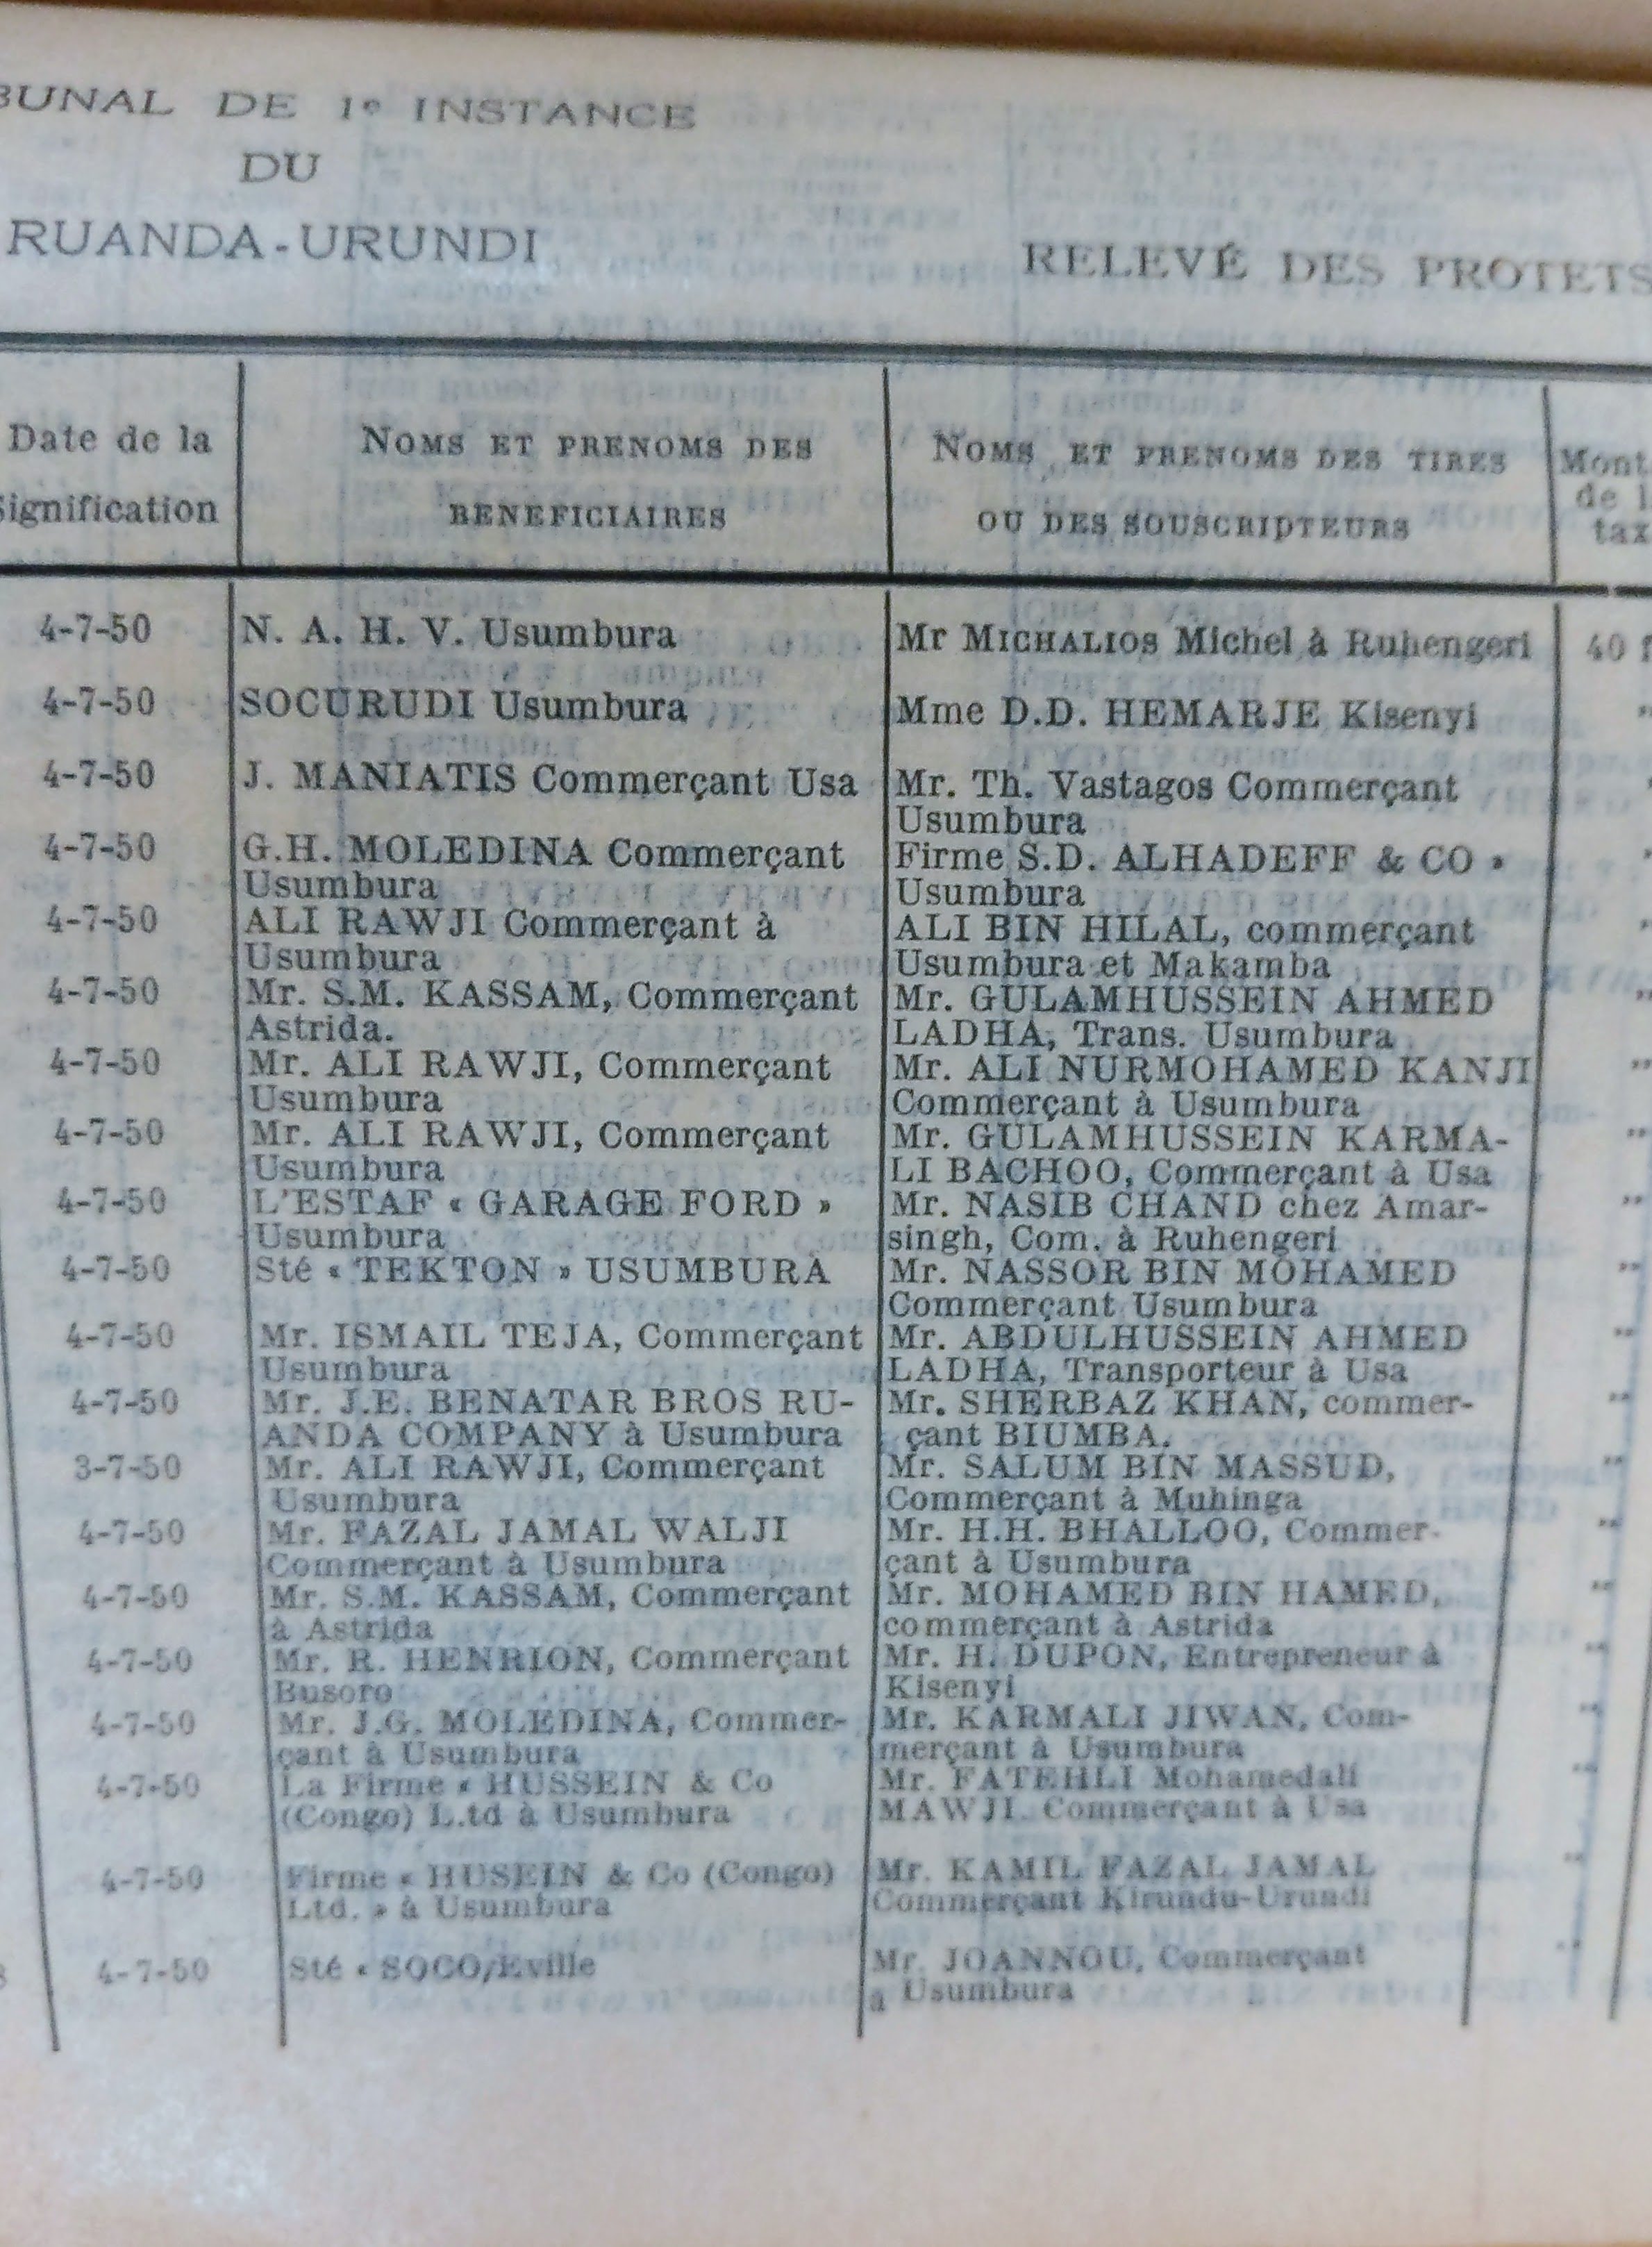 BUNAL DE 1e INSTANCE
DU
RUANDA-URUNDI
RELEVÉ DES PROTETS
Date de la
Signification
NOMS ET PRENOMS DES
BENEFICIAIRES
NOMS ET PRENOMS DES TIRES
OU DES SOUSCRIPTEURS
Mont
de l
tax
4-7-50 N. A. H. V. Usumbura Mr MICHALIOS Michel à Ruhengeri 40 f
4-7-50 SOCURUDI Usumbura Mme D.D. HEMARJE Kisenyi "
4-7-50 J. MANIATIS Commerçant Usa Mr. Th. Vastagos Commerçant "
Usumbura
4-7-50 G.H. MOLEDINA Commerçant Firme S.D. ALHADEFF & CO » "
Usumbura Usumbura
4-7-50 ALI RAWJI Commerçant à ALI BIN HILAL, commerçant "
Usumbura Usumbura et Makamba
4-7-50 Mr. S.M. KASSAM, Commerçant Mr. GULAMHUSSEIN AHMED "
Astrida. LADHA, Trans. Usumbura
4-7-50 Mr. ALI RAWJI, Commerçant Mr. ALI NURMOHAMED KANJI "
Usumbura Commerçant à Usumbura
4-7-50 Mr. ALI RAWJI, Commerçant Mr. GULAMHUSSEIN KARMA- "
Usumbura LI BACHOO, Commerçant à Usa
4-7-50 L'ESTAF « GARAGE FORD » Mr. NASIB CHAND chez Amar- "
Usumbura singh, Com. à Ruhengeri
4-7-50 Sté « TEKTON » USUMBURA Mr. NASSOR BIN MOHAMED "
Commerçant Usumbura
4-7-50 Mr. ISMAIL TEJA, Commerçant Mr. ABDULHUSSEIN AHMED "
Usumbura LADHA, Transporteur à Usa
4-7-50 Mr. J.E. BENATAR BROS RU- Mr. SHERBAZ KHAN, commer- "
ANDA COMPANY à Usumbura çant BIUMBA.
3-7-50 Mr. ALI RAWJI, Commerçant Mr. SALUM BIN MASSUD, "
Usumbura Commerçant à Muhinga
4-7-50 Mr. FAZAL JAMAL WALJI Mr. H.H. BHALLOO, Commer- "
Commerçant à Usumbura çant à Usumbura
4-7-50 Mr. S.M. KASSAM, Commerçant Mr. MOHAMED BIN HAMED, "
à Astrida commerçant à Astrida
4-7-50 Mr. R. HENRION, Commerçant Mr. H. DUPON, Entrepreneur à "
Busoro Kisenyi
4-7-50 Mr. J.G. MOLEDINA, Commer- Mr. KARMALI JIWAN, Com- "
çant à Usumbura merçant à Usumbura
4-7-50 La Firme « HUSSEIN & Co Mr. FATEHLI Mohamedali "
(Congo) L.td à Usumbura MAWJI. Commerçant à Usa
4-7-50 Firme « HUSEIN & Co (Congo) Mr. KAMIL FAZAL JAMAL "
Ltd. » à Usumbura Commerçant Kirundu-Urundi
4-7-50 Sté « SOCO/Eville Mr. JOANNOU, Commerçant "
à Usumbura